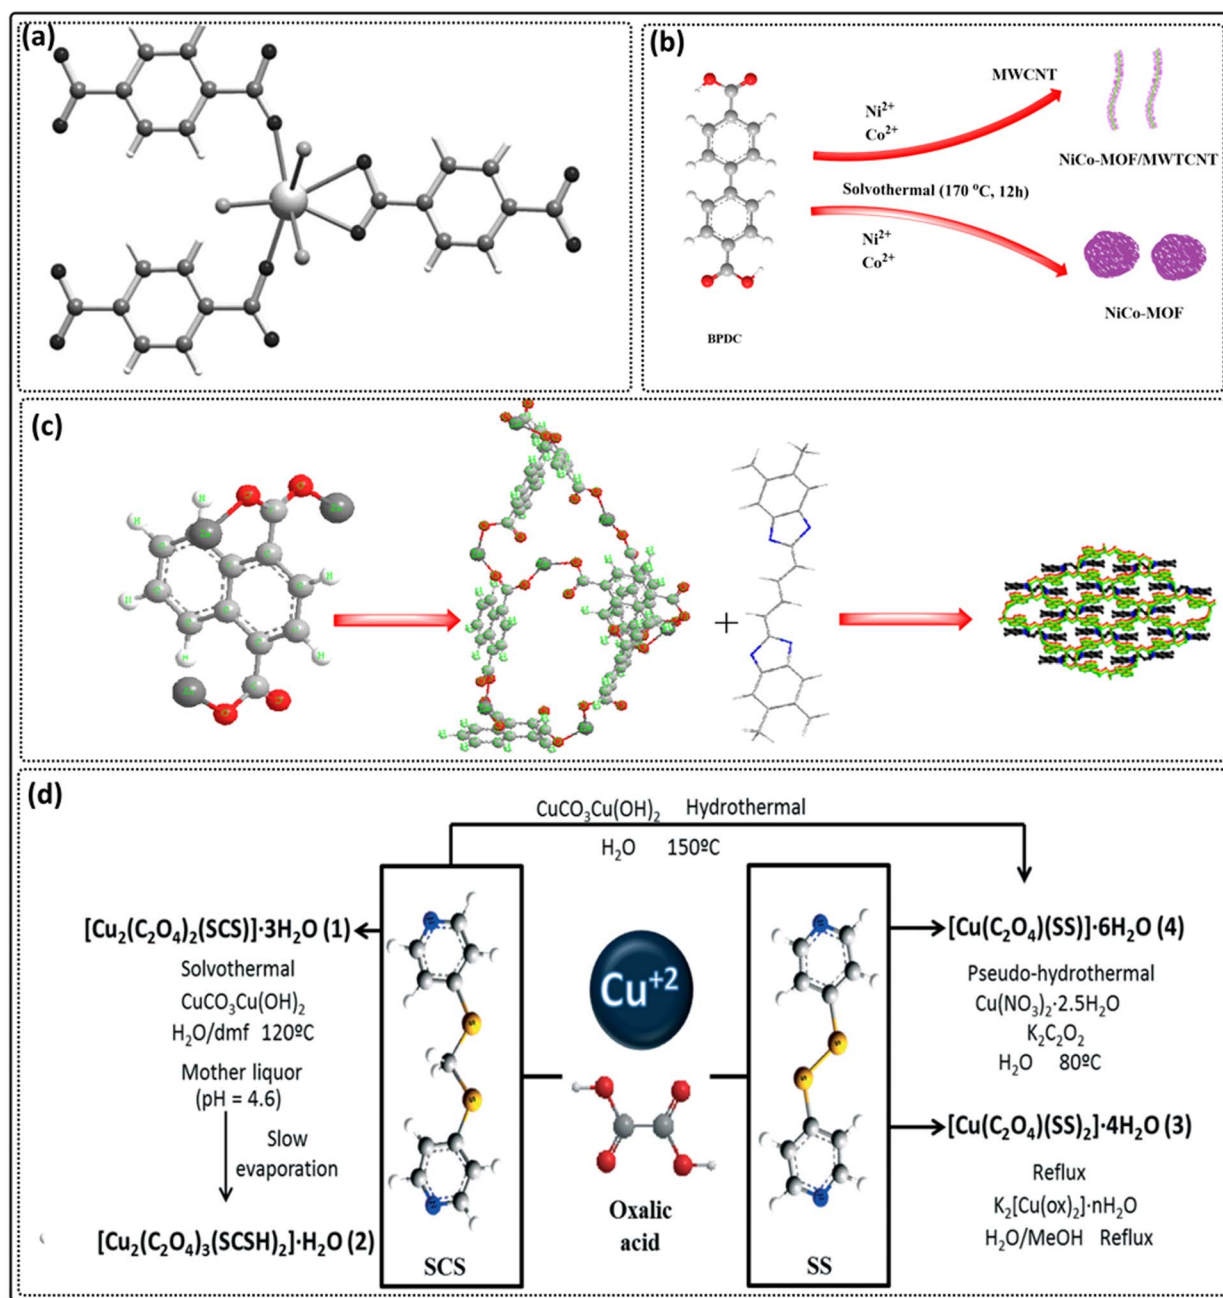 (a)
(b)
MWCNT
Ni²⁺
Co²⁺
NiCo-MOF/MWTCNT
Solvothermal (170 °C, 12h)
Ni²⁺
Co²⁺
NiCo-MOF
BPDC
(c)
+
(d)
CuCO₃Cu(OH)₂ Hydrothermal
H₂O 150ºC
[Cu₂(C₂O₄)₂(SCS)]·3H₂O (1)
Solvothermal
CuCO₃Cu(OH)₂
H₂O/dmf 120ºC
Mother liquor
(pH = 4.6)
Slow
evaporation
[Cu₂(C₂O₄)₃(SCSH)₂]·H₂O (2)
N
S
S
N
SCS
Cu⁺²
Oxalic
acid
N
S
S
N
SS
[Cu(C₂O₄)(SS)]·6H₂O (4)
Pseudo-hydrothermal
Cu(NO₃)₂·2.5H₂O
K₂C₂O₂
H₂O 80ºC
[Cu(C₂O₄)(SS)₂]·4H₂O (3)
Reflux
K₂[Cu(ox)₂]·nH₂O
H₂O/MeOH Reflux